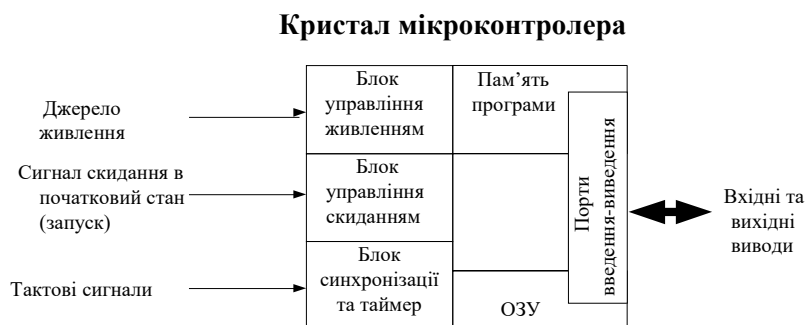 Кристал мікроконтролера
Джерело
живлення
Сигнал скидання в
початковий стан
(запуск)
Тактові сигнали
Блок
управління
живленням
Блок
управління
скиданням
Блок
синхронізації
та таймер
Пам’ять
програми
ОЗУ
Порти
введення-виведення
Вхідні та
вихідні
виводи